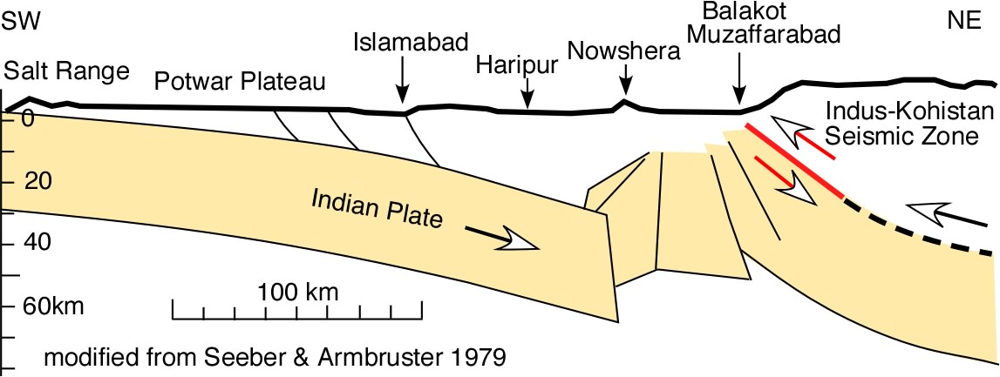 SW
Balakot
Muzaffarabad
NE
Islamabad
Nowshera
Haripur
Salt Range
Potwar Plateau
Indus-Kohistan
Seismic Zone
0
20
Indian Plate
40
100 km
60km
modified from Seeber & Armbruster 1979